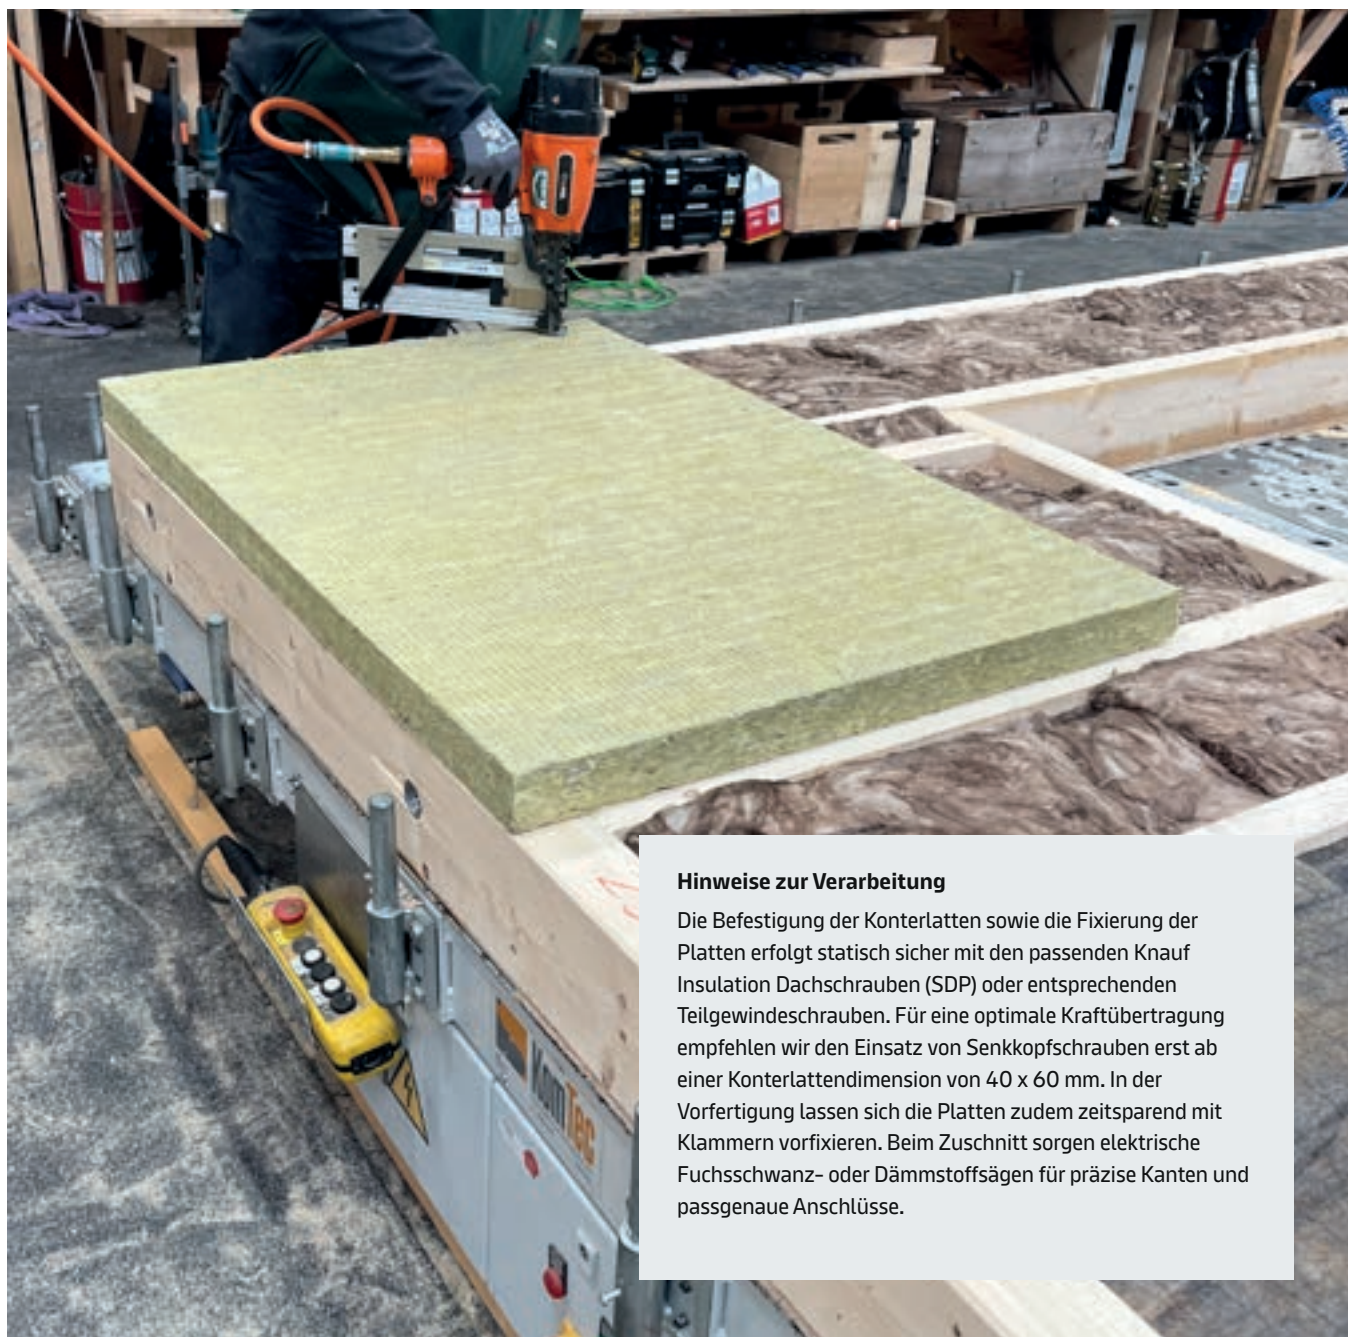 Hinweise zur Verarbeitung
Die Befestigung der Konterlatten sowie die Fixierung der
Platten erfolgt statisch sicher mit den passenden Knauf
Insulation Dachschrauben (SDP) oder entsprechenden
Teilgewindeschrauben. Für eine optimale Kraftübertragung
empfehlen wir den Einsatz von Senkkopfschrauben erst ab
einer Konterlattendimension von 40 x 60 mm. In der
Vorfertigung lassen sich die Platten zudem zeitsparend mit
Klammern vorfixieren. Beim Zuschnitt sorgen elektrische
Fuchsschwanz- oder Dämmstoffsägen für präzise Kanten und
passgenaue Anschlüsse.